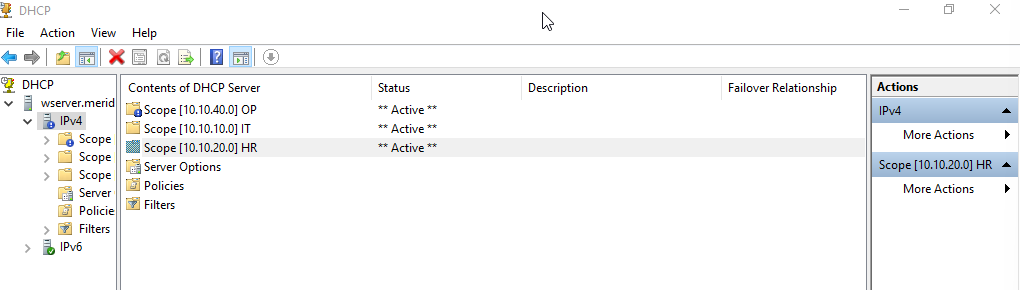 DHCP
File Action View Help
DHCP
wserver.merid
IPv4
Scope
Scope
Scope
Server
Policie
Filters
IPv6
Contents of DHCP Server Status Description Failover Relationship
Scope [10.10.40.0] OP ** Active **
Scope [10.10.10.0] IT ** Active **
Scope [10.10.20.0] HR ** Active **
Server Options
Policies
Filters
Actions
IPv4
More Actions
Scope [10.10.20.0] HR
More Actions